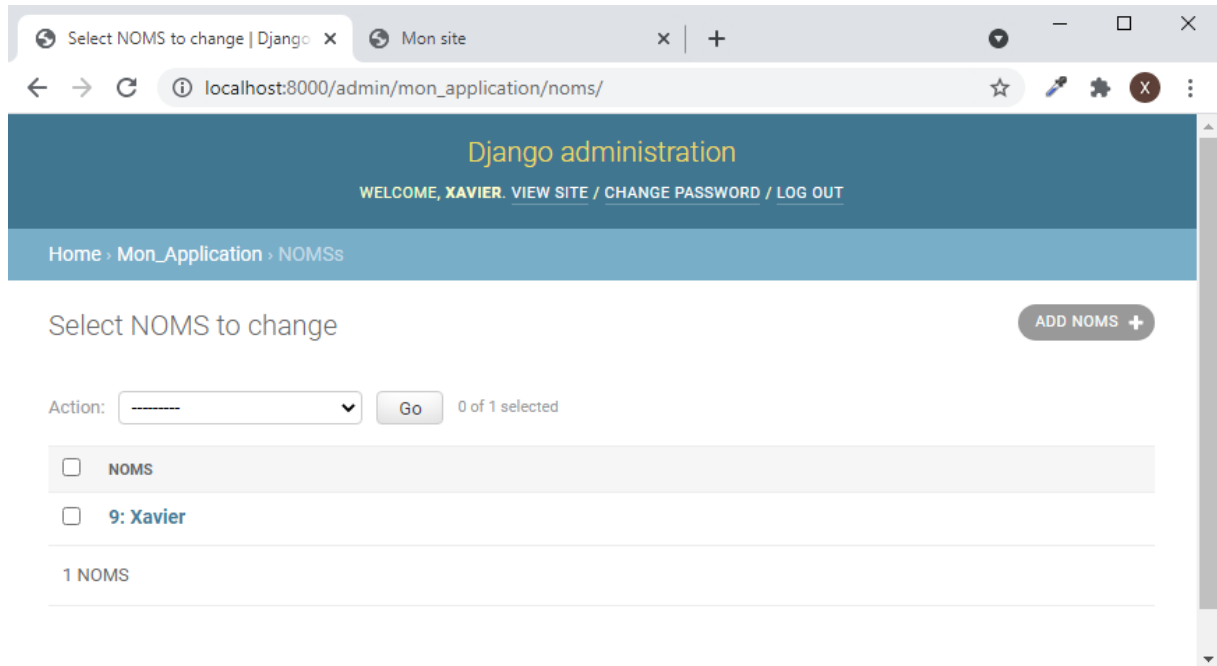 Select NOMS to change | Django
Mon site
localhost:8000/admin/mon_application/noms/
X
Django administration
WELCOME, XAVIER. VIEW SITE / CHANGE PASSWORD / LOG OUT
Home › Mon_Application › NOMSs
Select NOMS to change
ADD NOMS +
Action: --------- Go 0 of 1 selected
NOMS
9: Xavier
1 NOMS